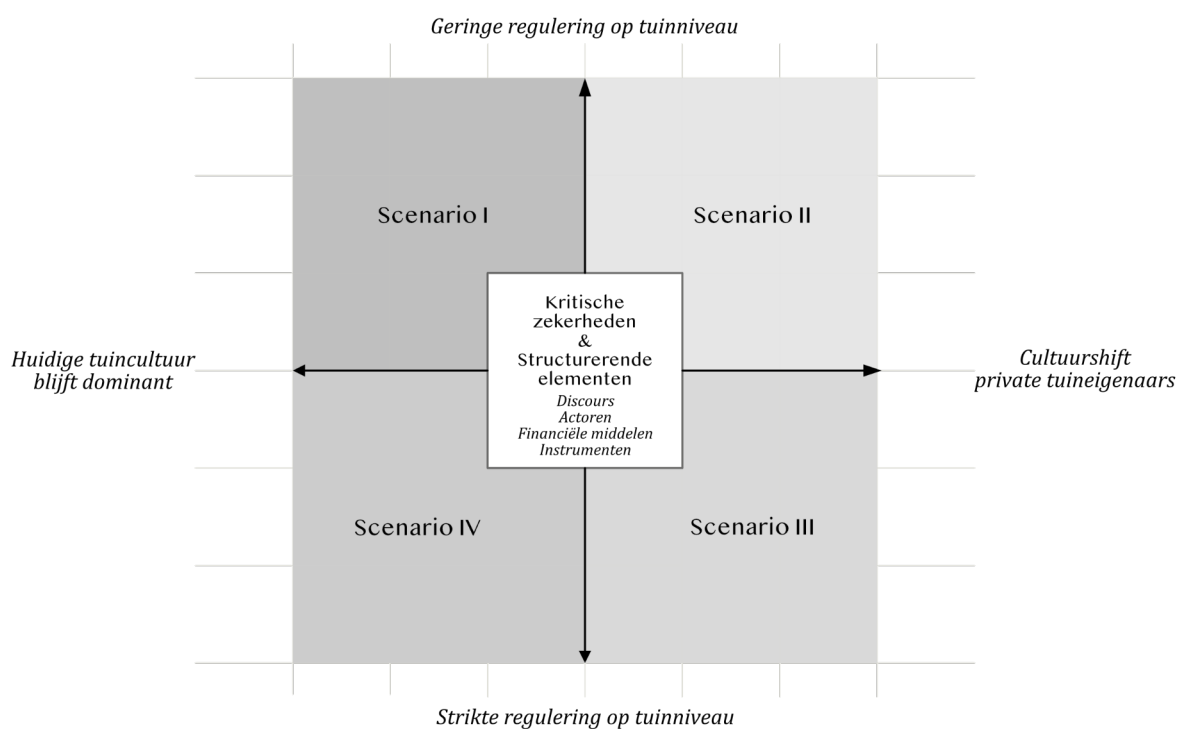 Geringe regulering op tuinniveau
Scenario I
Scenario II
Kritische
zekerheden
&
Structurerende
elementen
Discours
Actoren
Financiële middelen
Instrumenten
Huidige tuincultuur
blijft dominant
Cultuurshift
private tuineigenaars
Scenario IV
Scenario III
Strikte regulering op tuinniveau